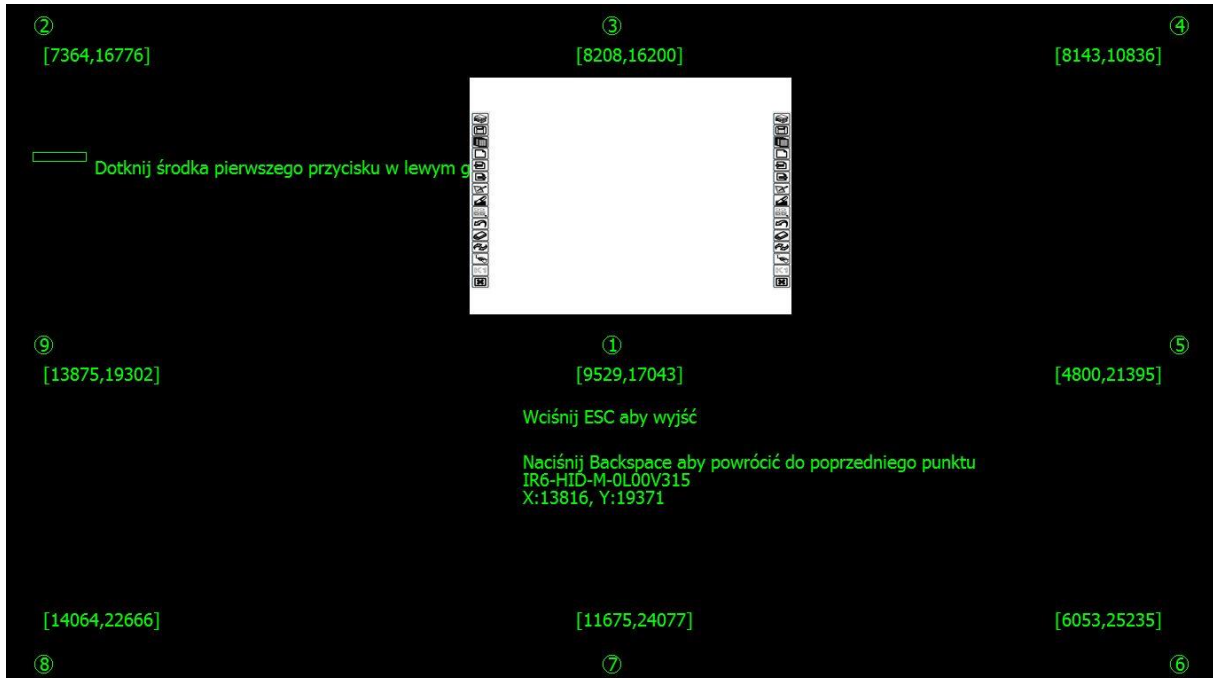 ② ③ ④
[7364,16776] [8208,16200] [8143,10836]
Dotknij środka pierwszego przycisku w lewym g
⑨ ① ⑤
[13875,19302] [9529,17043] [4800,21395]
Wciśnij ESC aby wyjść
Naciśnij Backspace aby powrócić do poprzedniego punktu
IR6-HID-M-0L00V315
X:13816, Y:19371
[14064,22666] [11675,24077] [6053,25235]
⑧ ⑦ ⑥